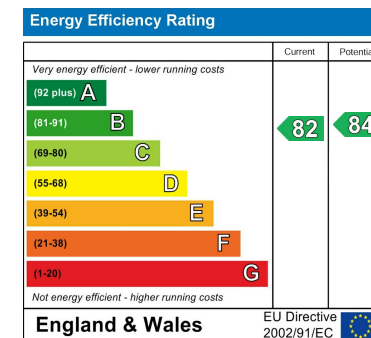 Energy Efficiency Rating
Current Potentia
Very energy efficient - lower running costs
(92 plus) A
(81-91) B
82 84
(69-80) C
(55-68) D
(39-54) E
(21-38) F
(1-20) G
Not energy efficient - higher running costs
England & Wales
EU Directive
2002/91/EC